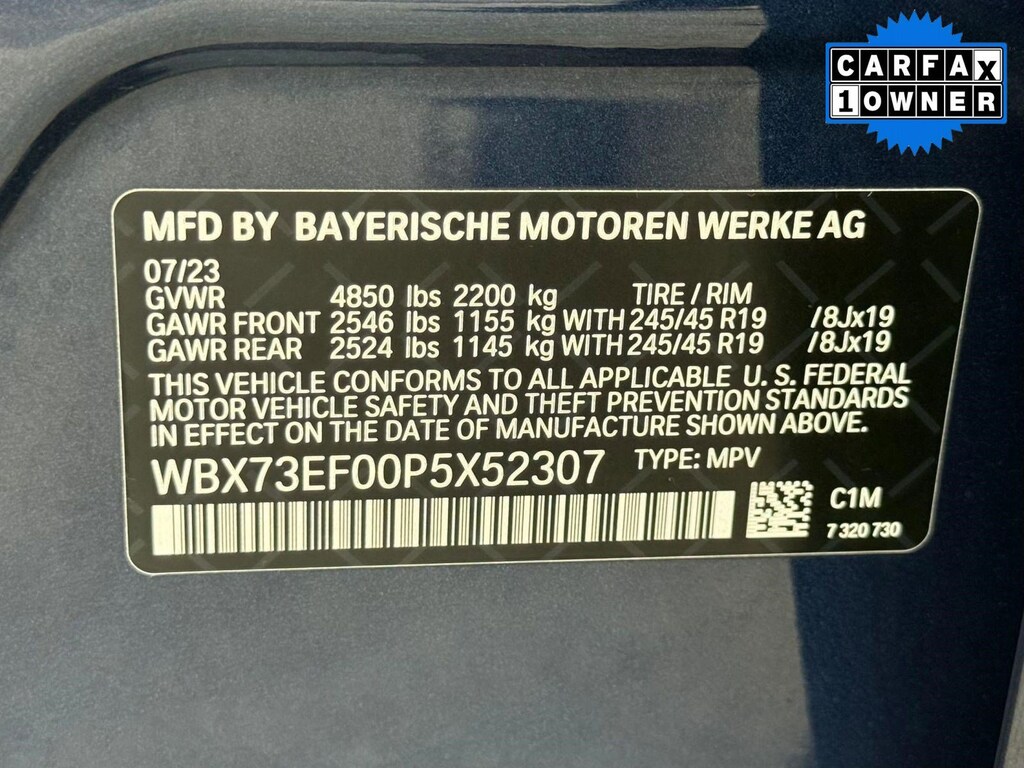 CARFAX
1 OWNER
MFD BY BAYERISCHE MOTOREN WERKE AG
07/23
GVWR 4850 lbs 2200 kg TIRE / RIM
GAWR FRONT 2546 lbs 1155 kg WITH 245/45 R19 /8Jx19
GAWR REAR 2524 lbs 1145 kg WITH 245/45 R19 /8Jx19
THIS VEHICLE CONFORMS TO ALL APPLICABLE U. S. FEDERAL
MOTOR VEHICLE SAFETY AND THEFT PREVENTION STANDARDS
IN EFFECT ON THE DATE OF MANUFACTURE SHOWN ABOVE.
WBX73EF00P5X52307 TYPE: MPV
C1M
7 320 730